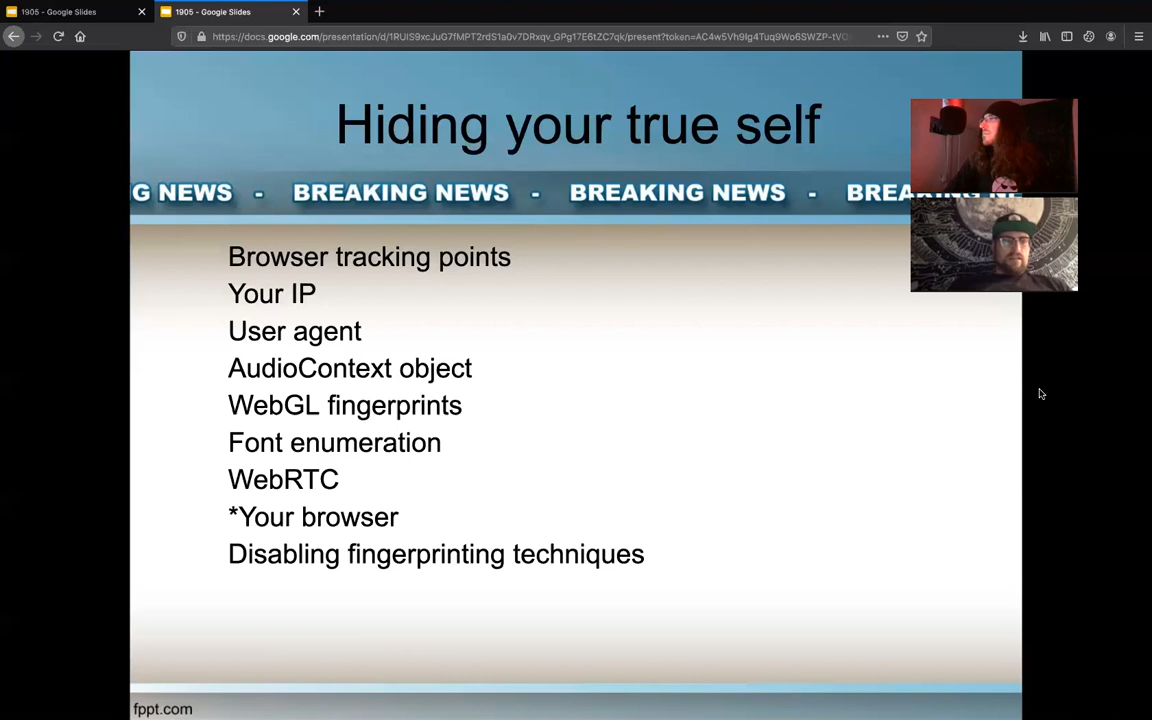 1905 - Google Slides
1905 - Google Slides
Hiding your true self
G NEWS - BREAKING NEWS - BREAKING NEWS -
Browser tracking points
Your IP
User agent
AudioContext object
WebGL fingerprints
Font enumeration
WebRTC
*Your browser
Disabling fingerprinting techniques
fppt.com